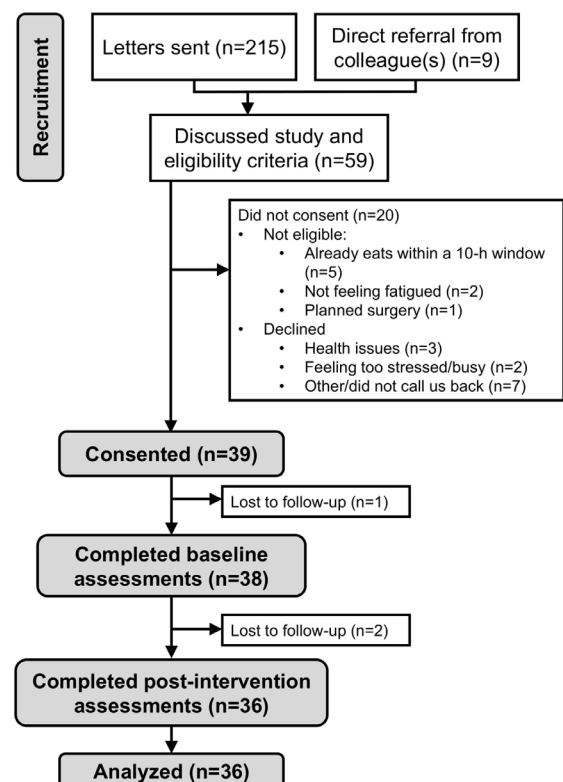 Recruitment
Letters sent (n=215)
Direct referral from
colleague(s) (n=9)
Discussed study and
eligibility criteria (n=59)
Did not consent (n=20)
• Not eligible:
• Already eats within a 10-h window
(n=5)
• Not feeling fatigued (n=2)
• Planned surgery (n=1)
• Declined
• Health issues (n=3)
• Feeling too stressed/busy (n=2)
• Other/did not call us back (n=7)
Consented (n=39)
Lost to follow-up (n=1)
Completed baseline
assessments (n=38)
Lost to follow-up (n=2)
Completed post-intervention
assessments (n=36)
Analyzed (n=36)